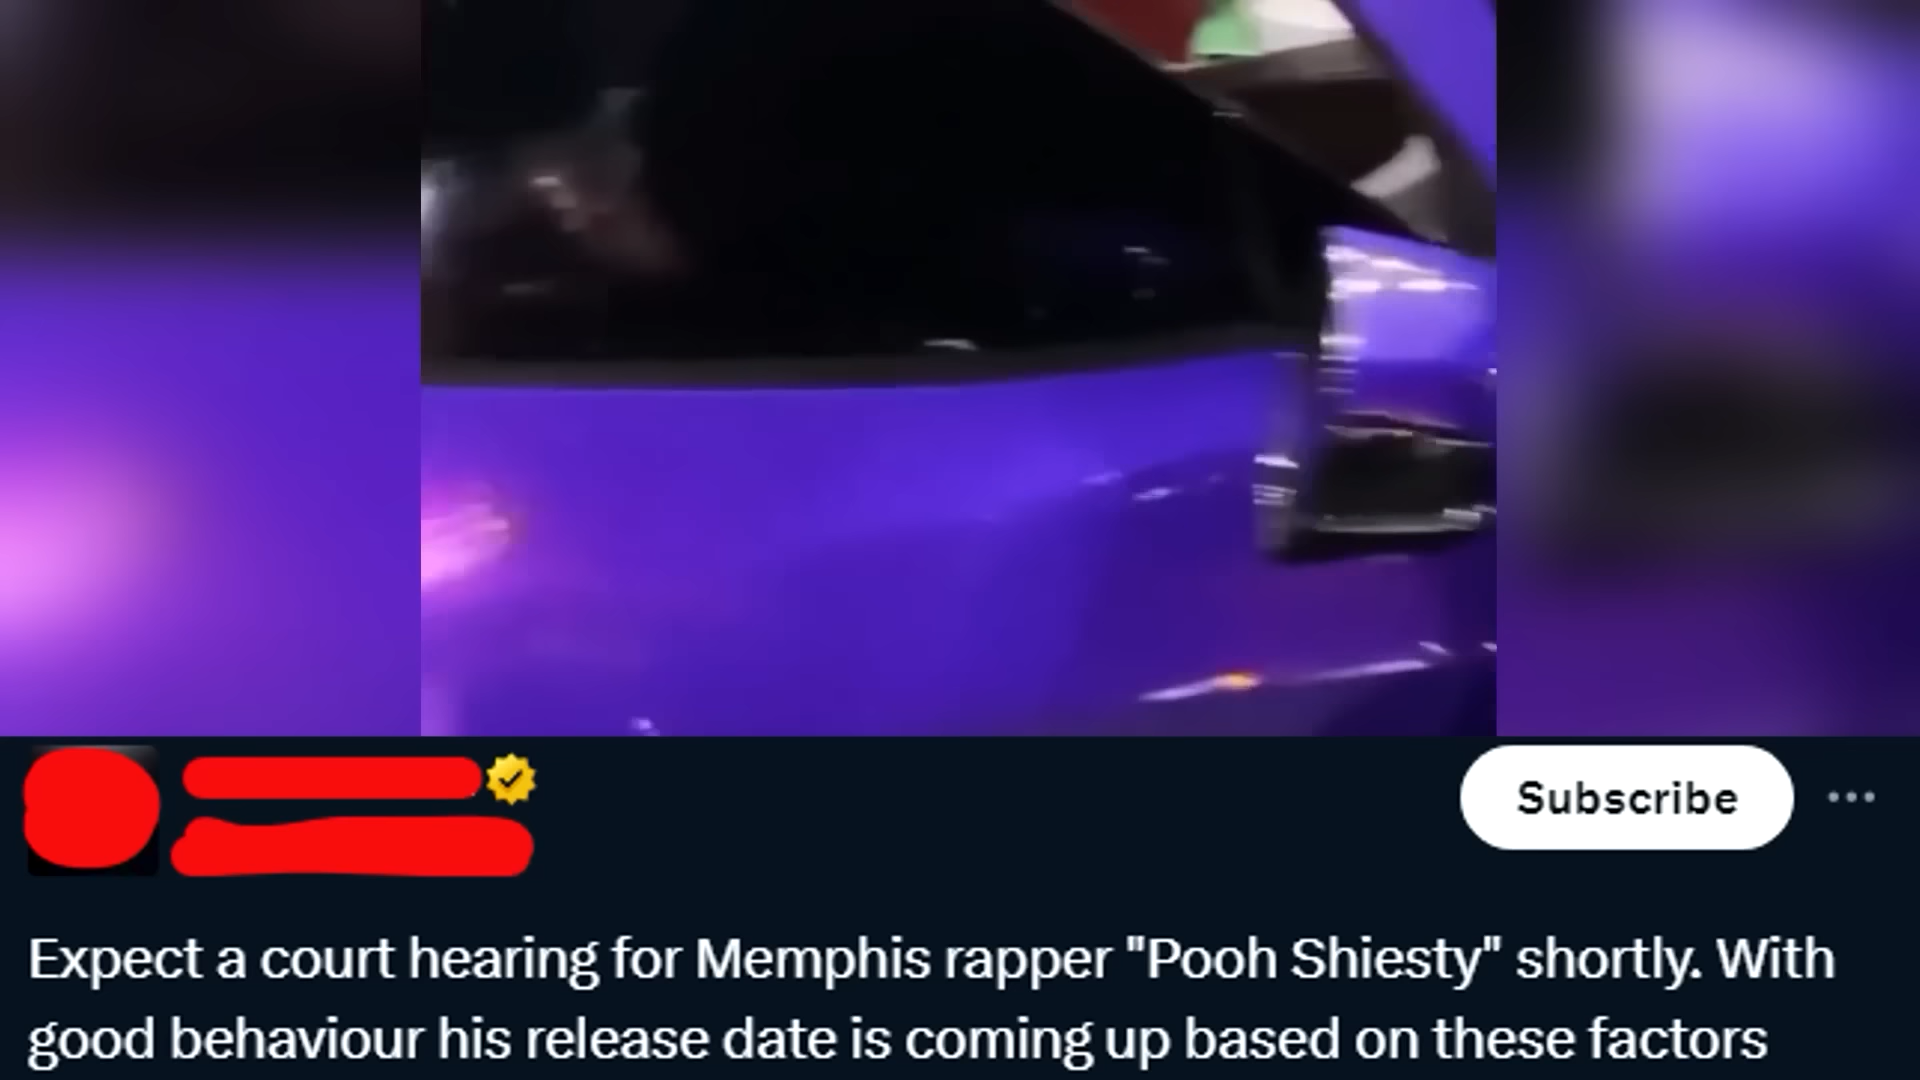 Subscribe
Expect a court hearing for Memphis rapper "Pooh Shiesty" shortly. With
good behaviour his release date is coming up based on these factors